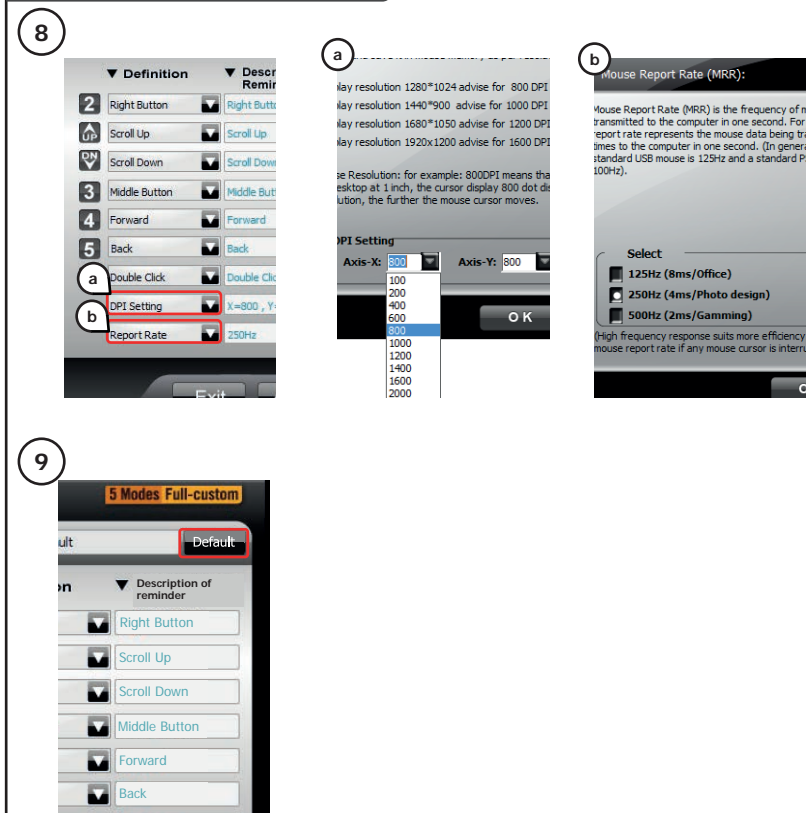 8
▼ Definition ▼ Descr
Remin
2 Right Button Right Butto
UP Scroll Up Scroll Up
DN Scroll Down Scroll Down
3 Middle Button Middle But
4 Forward Forward
5 Back Back
a Double Click Double Clic
DPI Setting X=800 , Y=
b
Report Rate 250Hz
Exit
a
lay resolution 1280*1024 advise for 800 DPI
lay resolution 1440*900 advise for 1000 DPI
lay resolution 1680*1050 advise for 1200 DPI
lay resolution 1920x1200 advise for 1600 DPI
se Resolution: for example: 800DPI means tha
esktop at 1 inch, the cursor display 800 dot dis
lution, the further the mouse cursor moves.
DPI Setting
Axis-X: 800 Axis-Y: 800
100
200
400
600
800
1000
1200
1400
1600
2000
OK
b
Mouse Report Rate (MRR):
Mouse Report Rate (MRR) is the frequency of m
transmitted to the computer in one second. For
report rate represents the mouse data being tra
times to the computer in one second. (In genera
standard USB mouse is 125Hz and a standard PS
100Hz).
Select
125Hz (8ms/Office)
250Hz (4ms/Photo design)
500Hz (2ms/Gamming)
(High frequency response suits more efficiency
mouse report rate if any mouse cursor is interru
O
9
5 Modes Full-custom
ult Default
on ▼ Description of
reminder
Right Button
Scroll Up
Scroll Down
Middle Button
Forward
Back